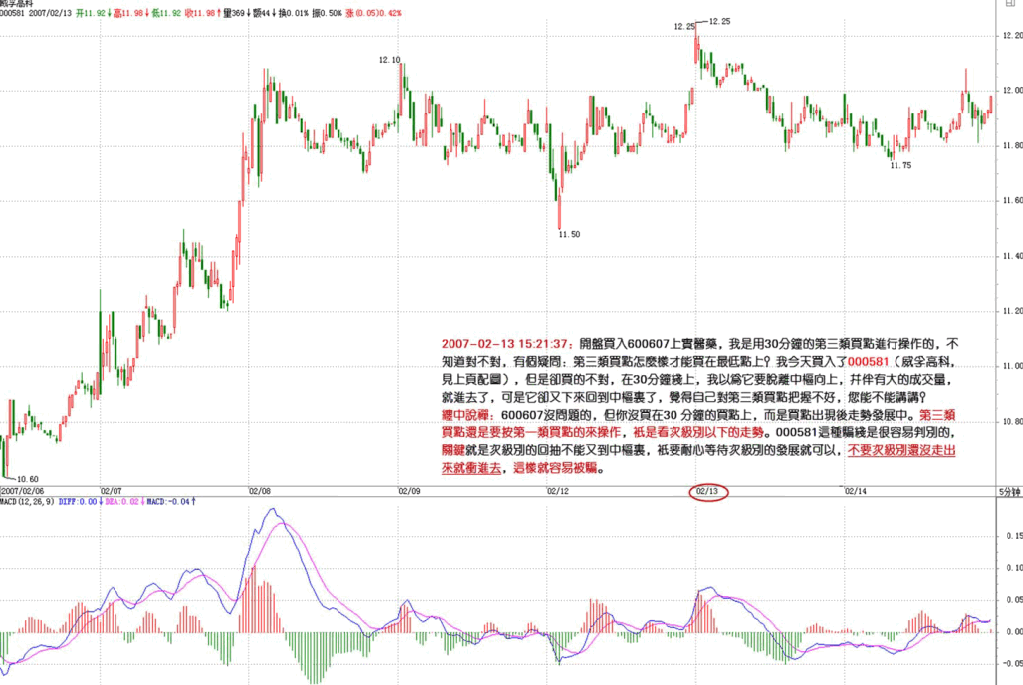 威孚高科
000581 2007/02/13 开11.92↓高11.98↓低11.92 收11.98↑量369↓额44↓换0.01% 振0.50% 涨(0.05)0.42%
12.25
12.25
12.20
12.10
12.00
11.80
11.75
11.60
11.50
11.40
11.20
11.00
10.80
10.60
2007-02-13 15:21:37：開盤買入600607上實醫藥，我是用30分鐘的第三類買點進行操作的，不
知道對不對，有個疑問：第三類買點怎麼樣才能買在最低點上？我今天買入了000581（威孚高科，
見上頁配圖），但是卻買的不對，在30分鐘綫上，我以為它要脫離中樞向上，幷伴有大的成交量，
就進去了，可是它卻又下來回到中樞裏了，覺得自己對第三類買點把握不好，您能不能講講？
纏中說禪：600607沒問題的，但你沒買在30 分鐘的買點上，而是買點出現後走勢發展中。第三類
買點還是要按第一類買點的來操作，衹是看次級別以下的走勢。000581這種騙綫是很容易判別的，
關鍵就是次級別的回抽不能又到中樞裏，衹要耐心等待次級別的發展就可以，不要次級別還沒走出
來就衝進去，這樣就容易被騙。
2007/02/06 02/07 02/08 02/09 02/12 02/13 02/14 5分钟
MACD(12,26,9) DIFF:0.00↓ DEA:0.02↓ MACD:-0.04↑
0.15
0.10
0.05
0.00
-0.05